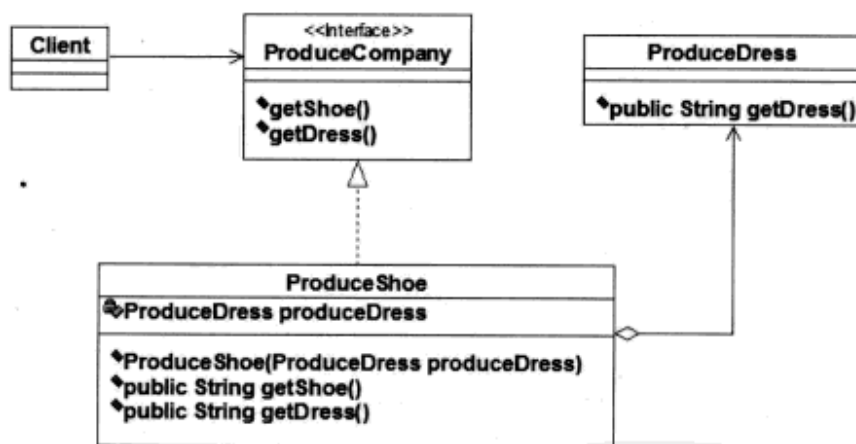 Client
<<Interface>>
ProduceCompany
getShoe()
getDress()
ProduceDress
public String getDress()
ProduceShoe
ProduceDress produceDress
ProduceShoe(ProduceDress produceDress)
public String getShoe()
public String getDress()